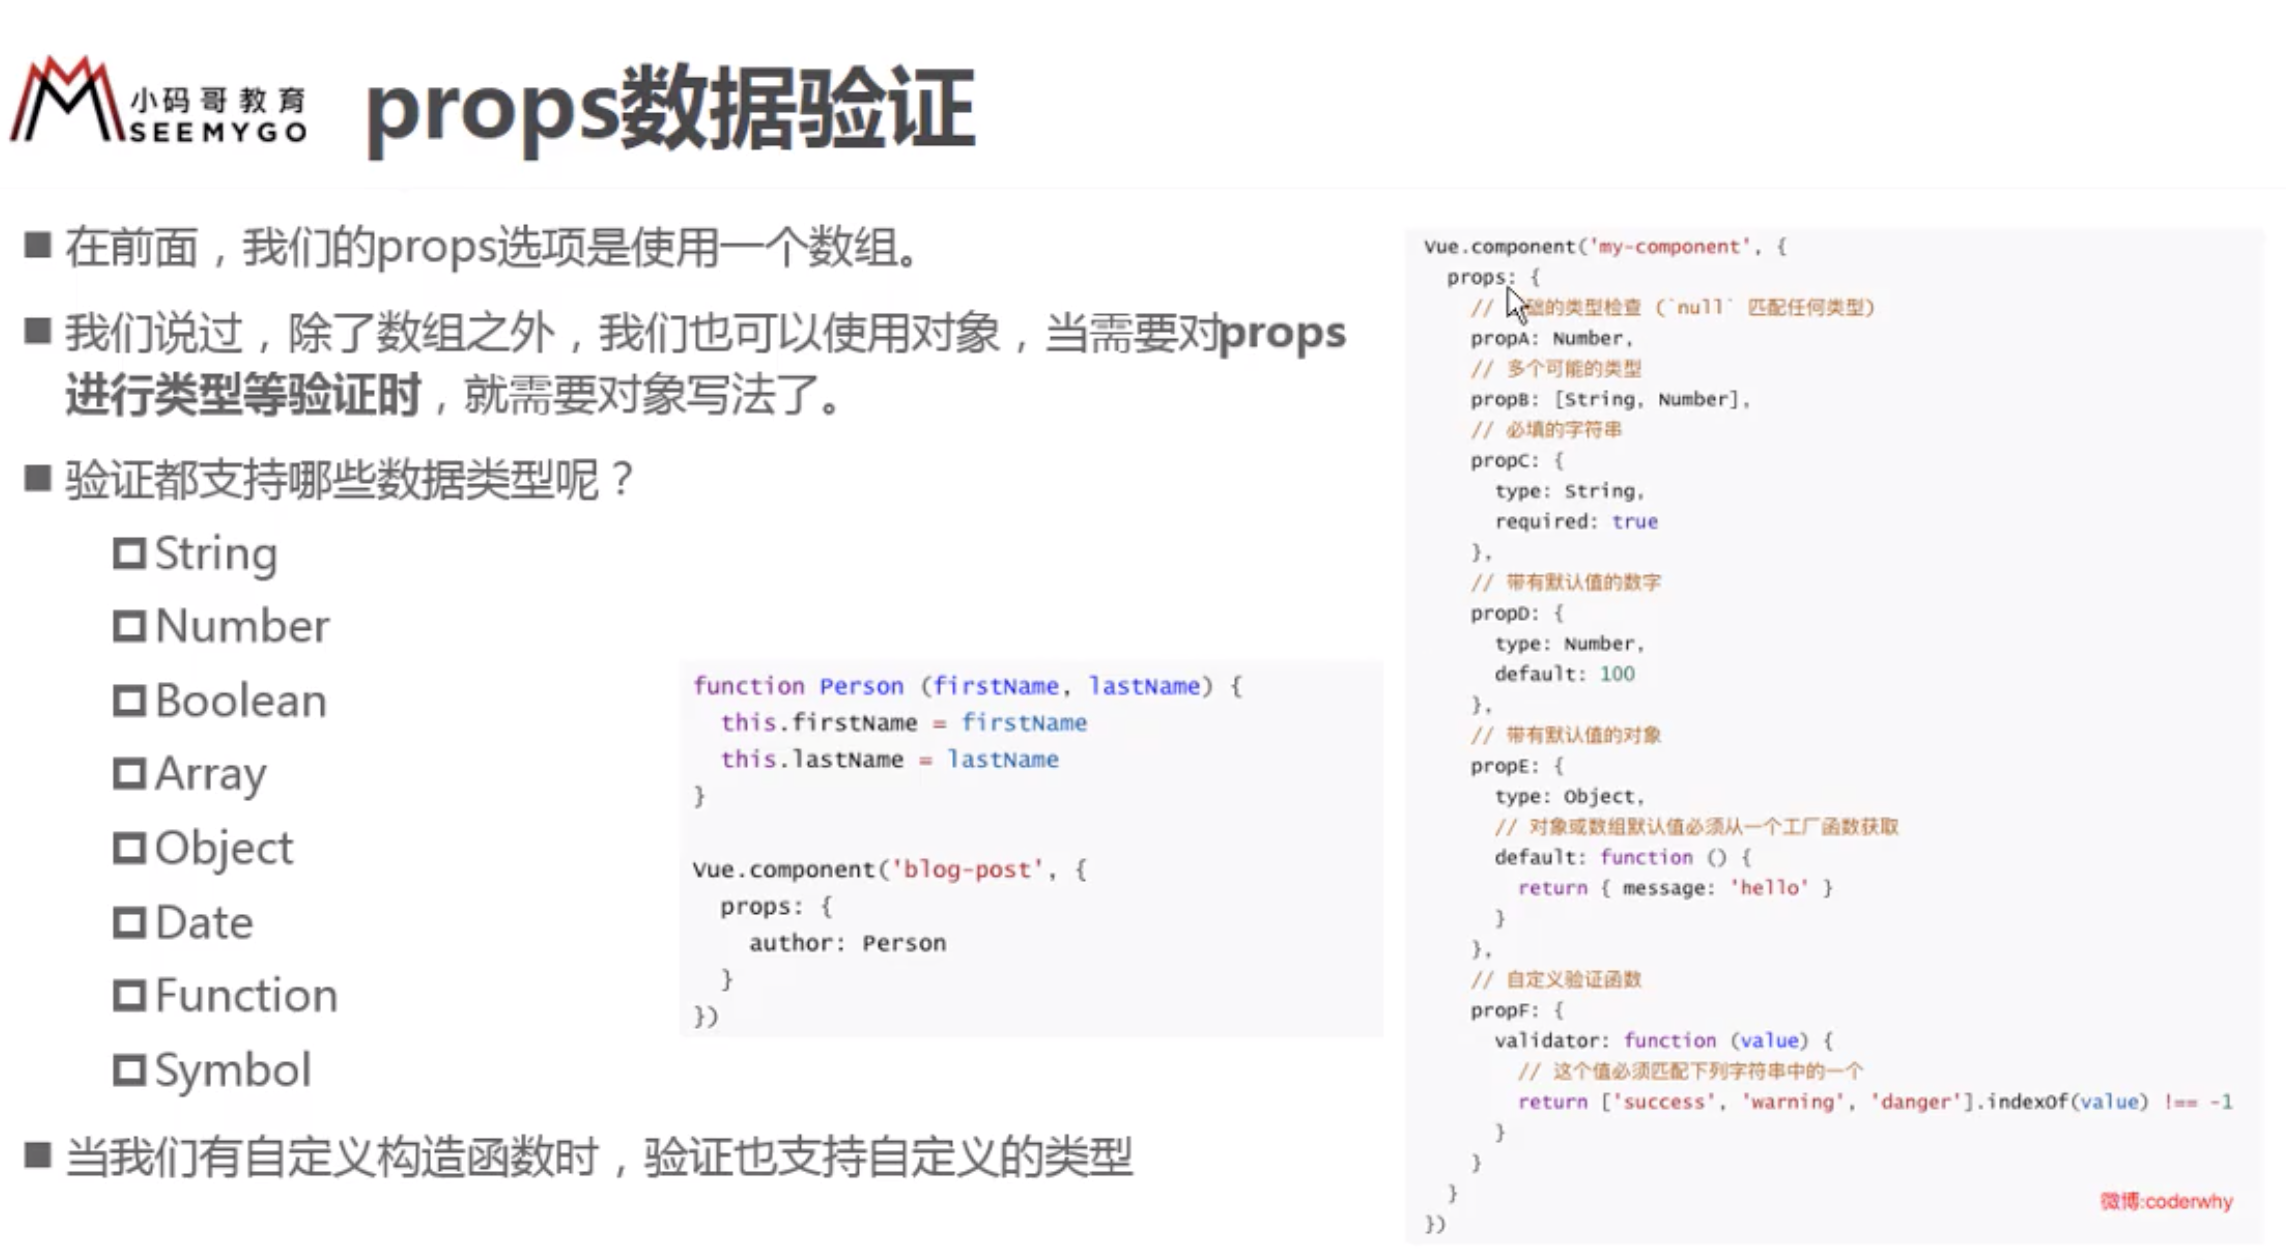 小码哥教育
SEEMYGO
props数据验证
在前面，我们的props选项是使用一个数组。
我们说过，除了数组之外，我们也可以使用对象，当需要对props
进行类型等验证时，就需要对象写法了。
验证都支持哪些数据类型呢？
String
Number
Boolean
Array
Object
Date
Function
Symbol
当我们有自定义构造函数时，验证也支持自定义的类型
function Person (firstName, lastName) {
this.firstName = firstName
this.lastName = lastName
}
Vue.component('blog-post', {
props: {
author: Person
}
})
Vue.component('my-component', {
props: {
// 础的类型检查 (`null` 匹配任何类型)
propA: Number,
// 多个可能的类型
propB: [String, Number],
// 必填的字符串
propC: {
type: String,
required: true
},
// 带有默认值的数字
propD: {
type: Number,
default: 100
},
// 带有默认值的对象
propE: {
type: Object,
// 对象或数组默认值必须从一个工厂函数获取
default: function () {
return { message: 'hello' }
}
},
// 自定义验证函数
propF: {
validator: function (value) {
// 这个值必须匹配下列字符串中的一个
return ['success', 'warning', 'danger'].indexOf(value) !== -1
}
}
}
})
微博:coderwhy